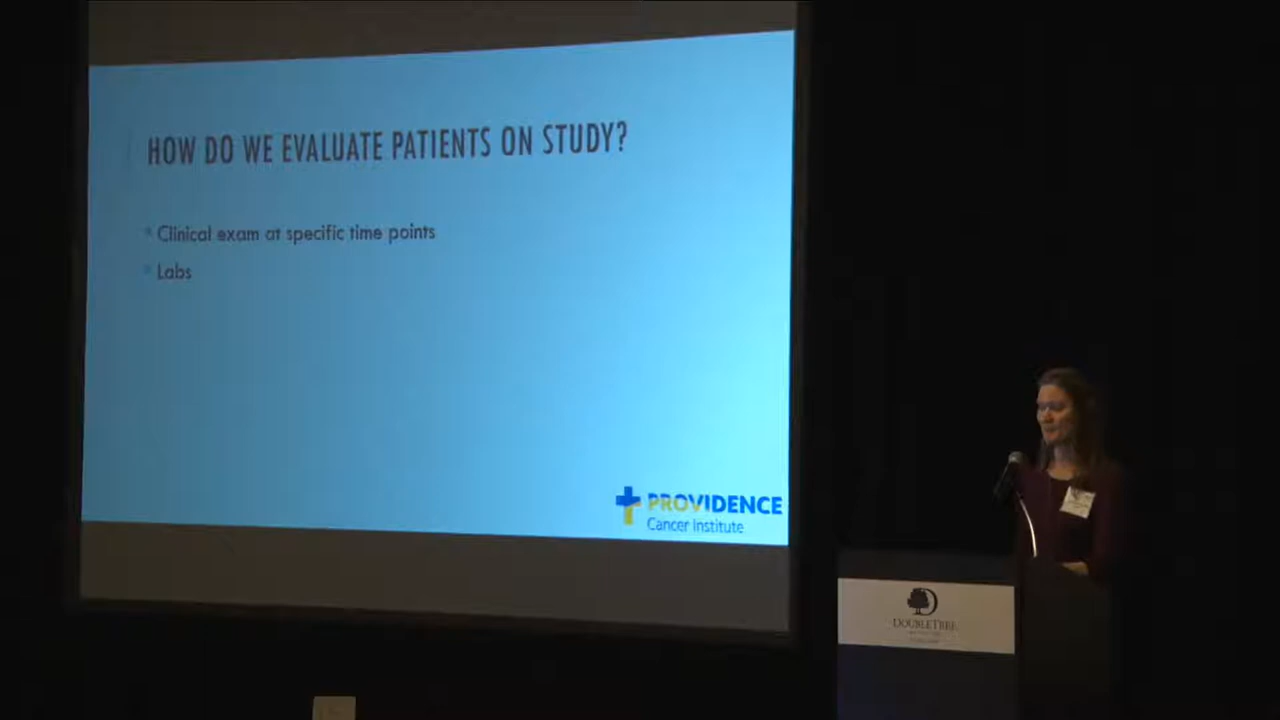 HOW DO WE EVALUATE PATIENTS ON STUDY?
Clinical exam at specific time points
Labs
PROVIDENCE
Cancer Institute
DOUBLETREE